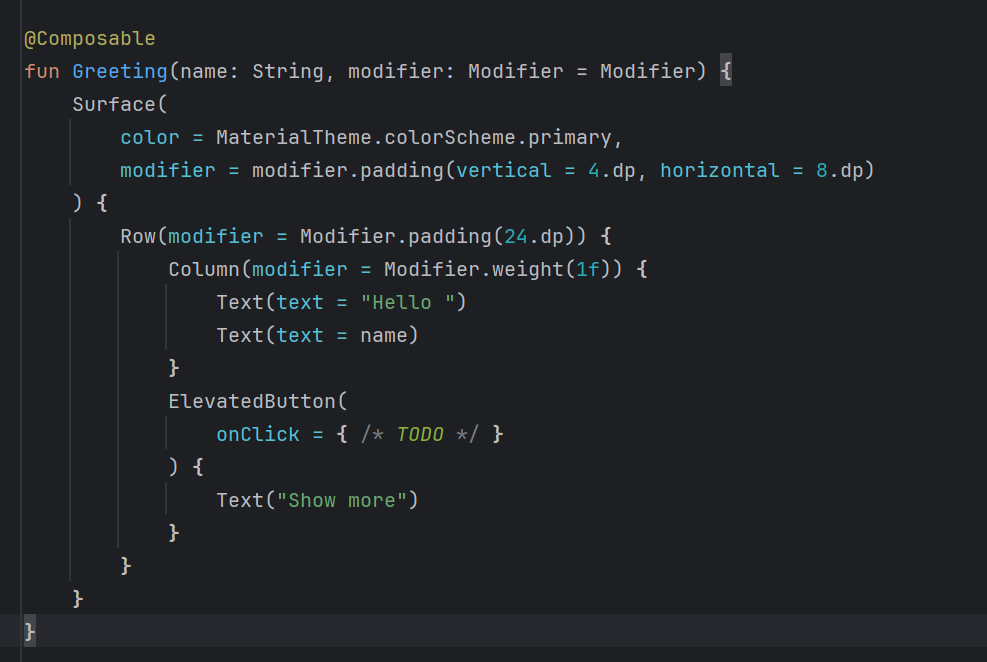 @Composable
fun Greeting(name: String, modifier: Modifier = Modifier) {
    Surface(
        color = MaterialTheme.colorScheme.primary,
        modifier = modifier.padding(vertical = 4.dp, horizontal = 8.dp)
    ) {
        Row(modifier = Modifier.padding(24.dp)) {
            Column(modifier = Modifier.weight(1f)) {
                Text(text = "Hello ")
                Text(text = name)
            }
            ElevatedButton(
                onClick = { /* TODO */ }
            ) {
                Text("Show more")
            }
        }
    }
}